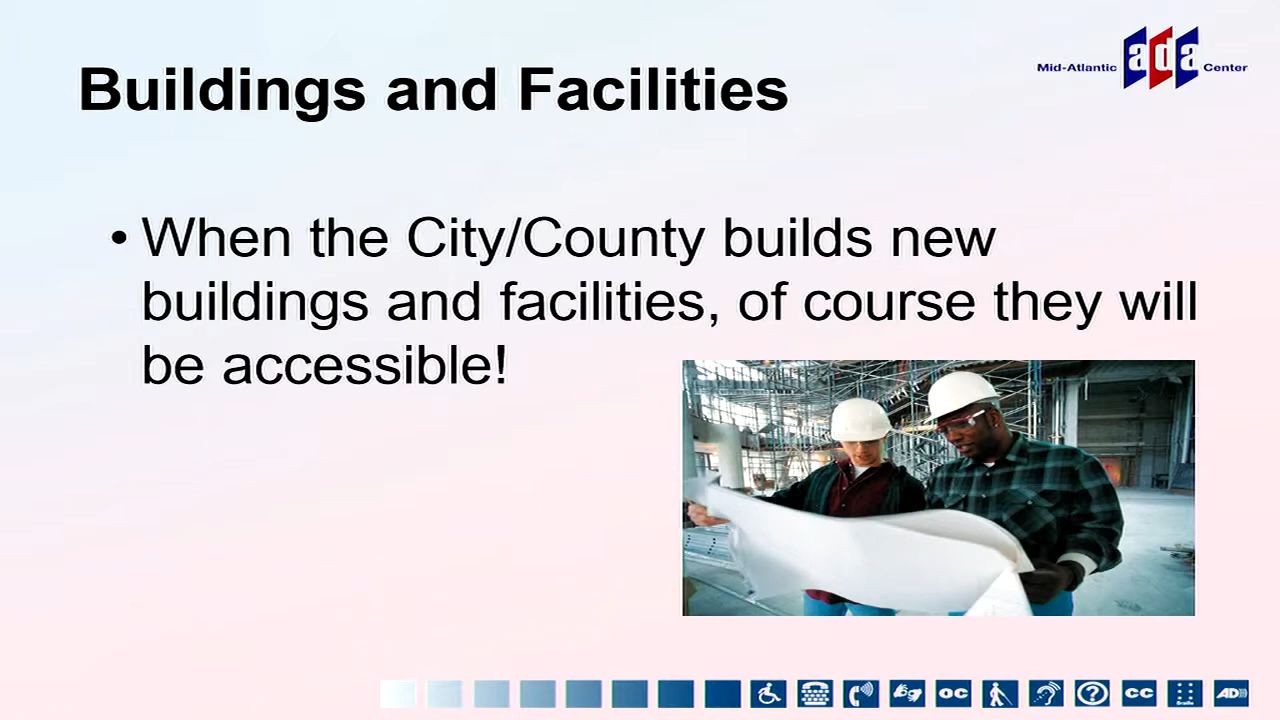 Mid-Atlantic ada Center
Buildings and Facilities
• When the City/County builds new
buildings and facilities, of course they will
be accessible!
OC
CC
Braille
AD